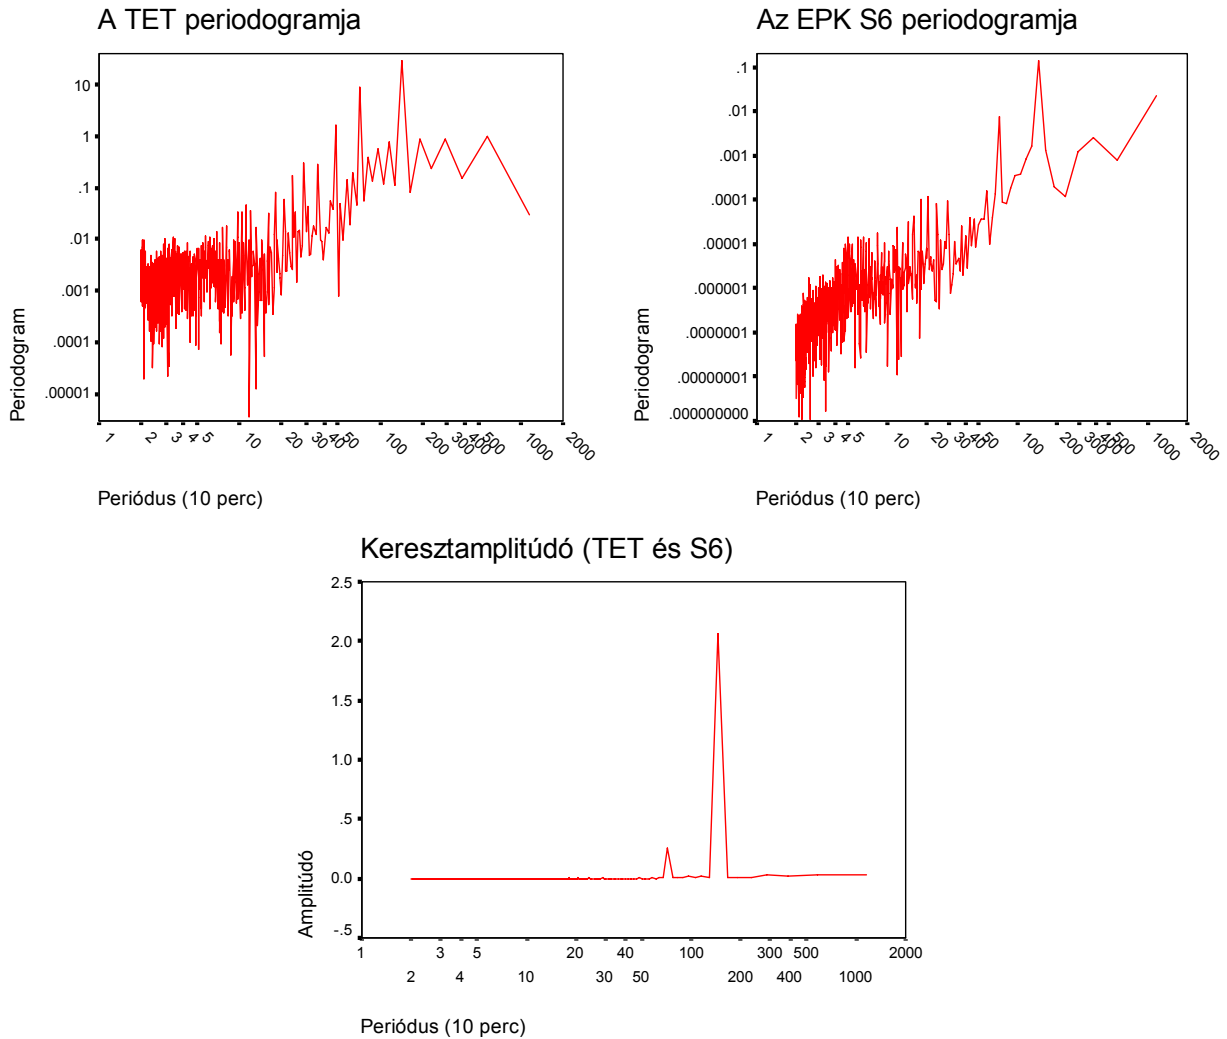 A TET periodogramja
10
1
.1
.01
.001
.0001
.00001
Periodogram
1 2 3 4 5 10 20 30 40 50 100 200 300 400 500 1000 2000
Periódus (10 perc)
Az EPK S6 periodogramja
.1
.01
.001
.0001
.00001
.000001
.0000001
.00000001
.000000000
Periodogram
1 2 3 4 5 10 20 30 40 50 100 200 300 400 500 1000 2000
Periódus (10 perc)
Keresztamplitúdó (TET és S6)
2.5
2.0
1.5
1.0
.5
0.0
-.5
Amplitúdó
1 3 5 20 40 100 300 500 2000
2 4 10 30 50 200 400 1000
Periódus (10 perc)